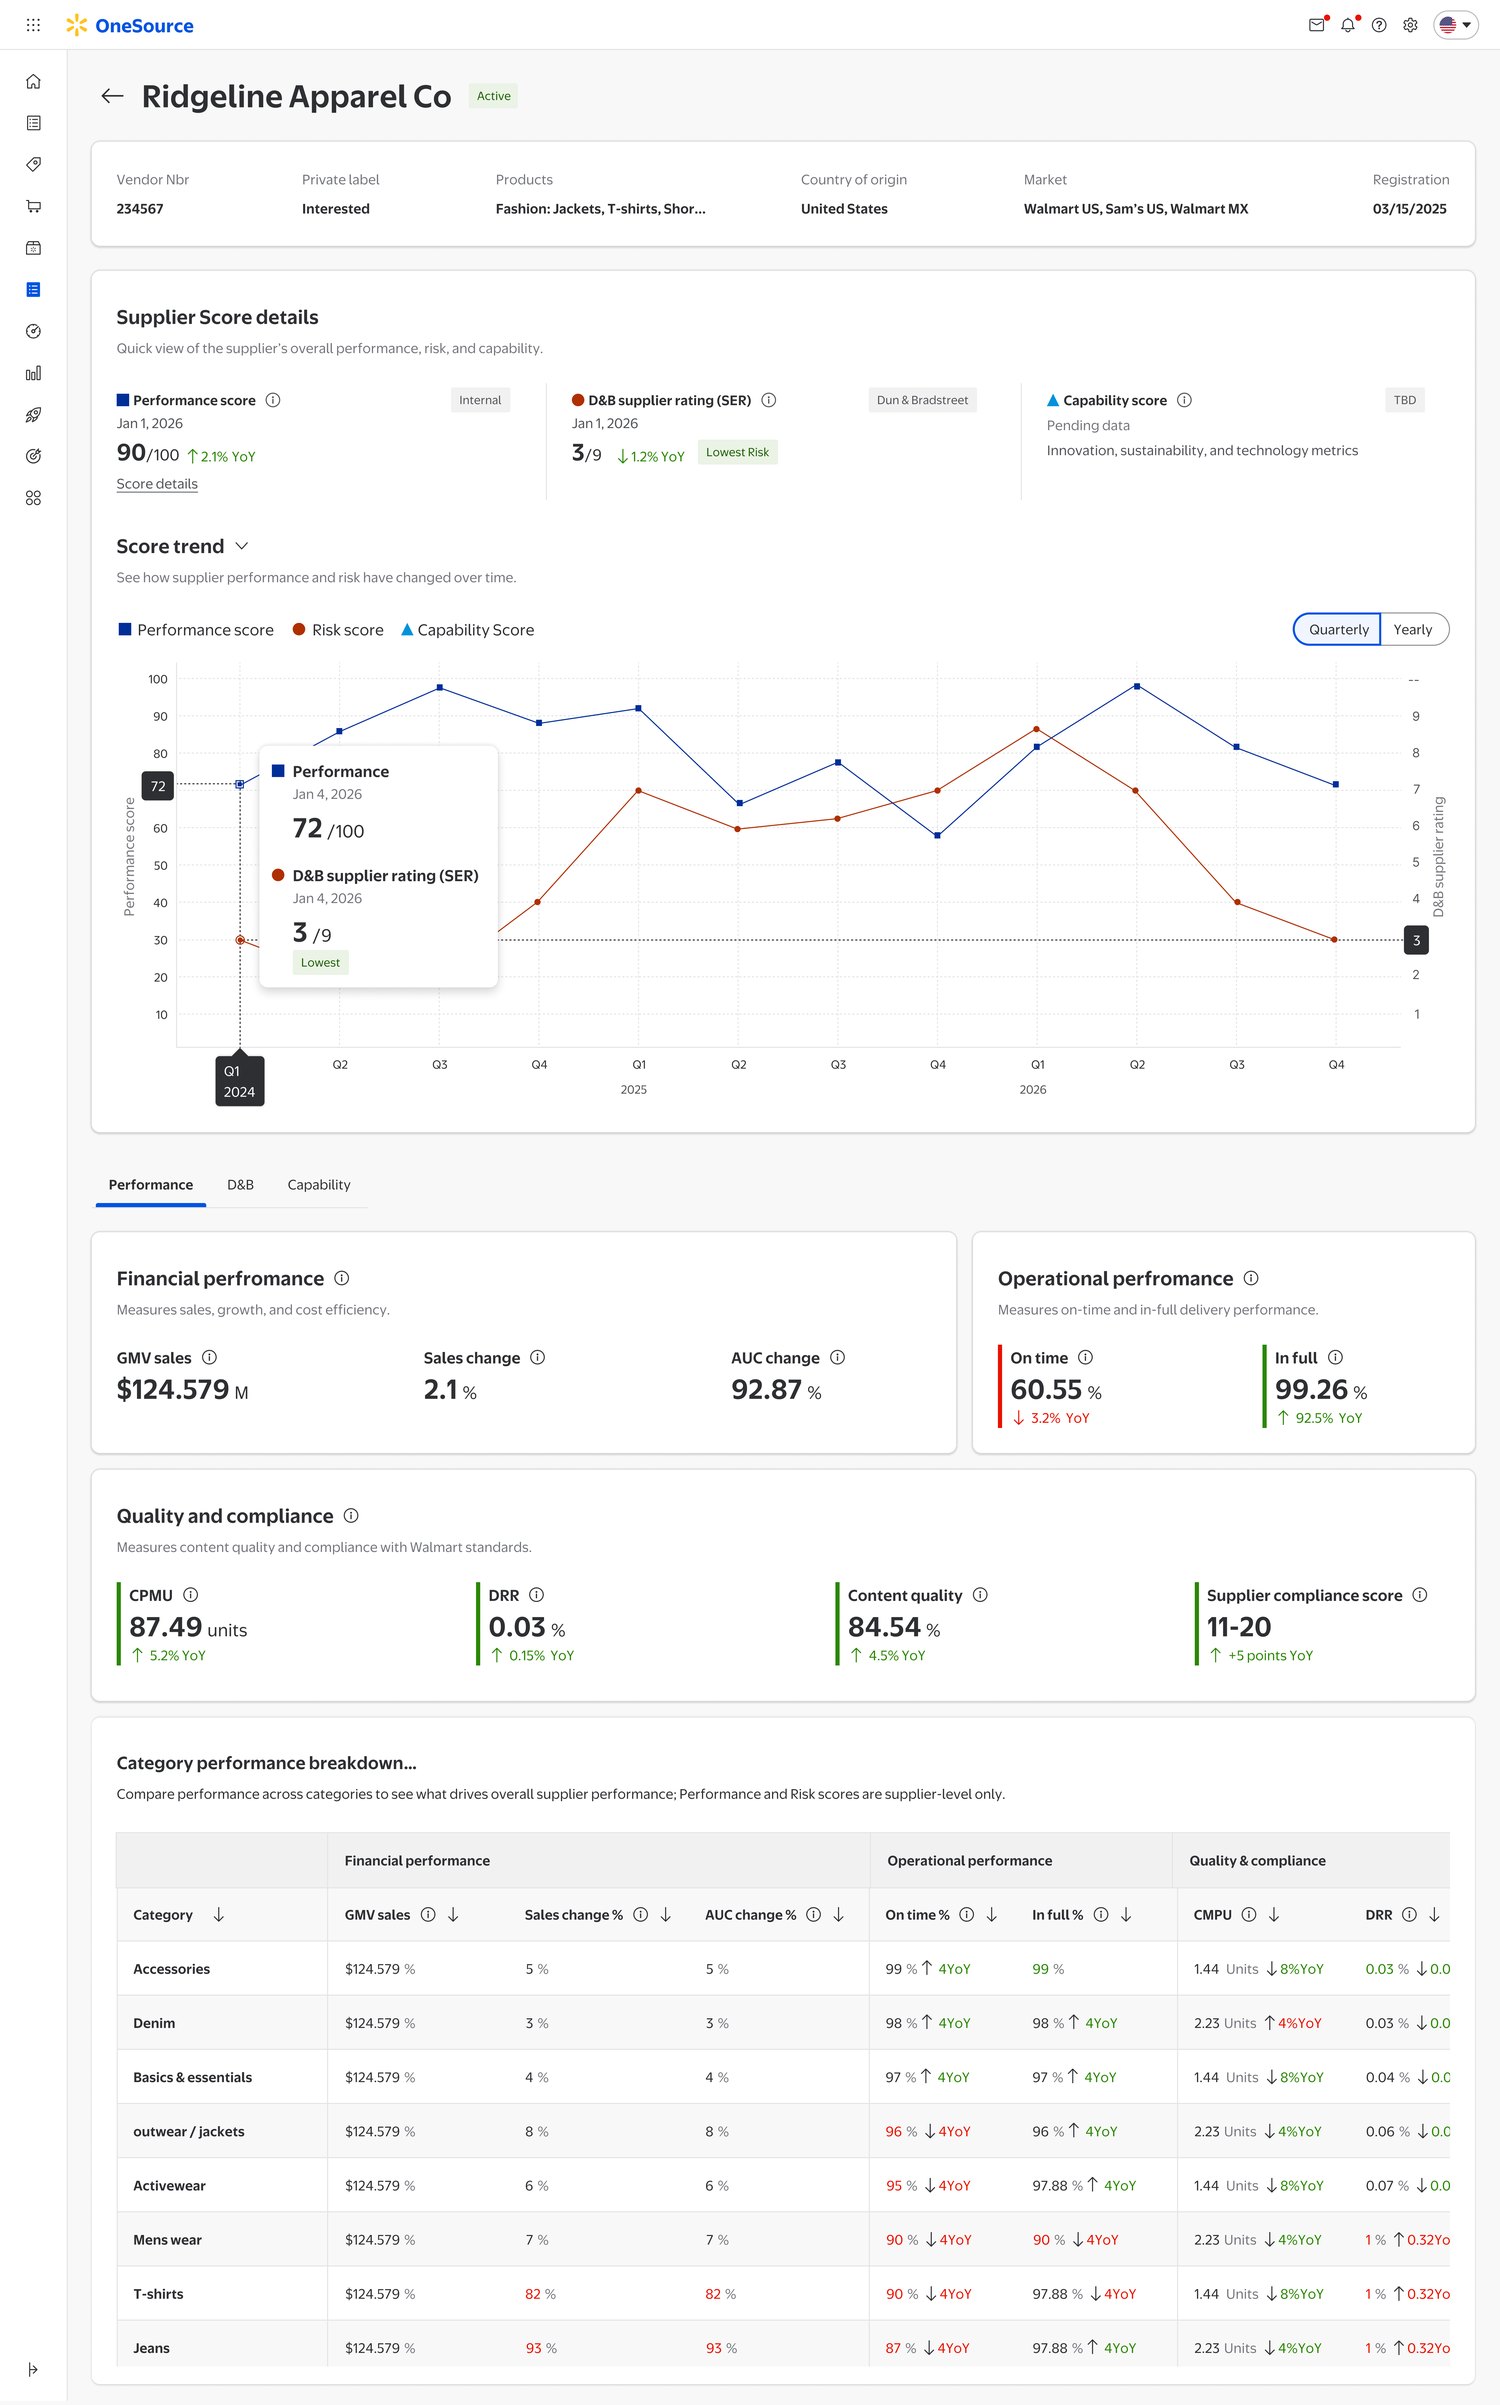 OneSource
Ridgeline Apparel Co Active
Vendor Nbr Private label Products Country of origin Market Registration
234567 Interested Fashion: Jackets, T-shirts, Shor... United States Walmart US, Sam's US, Walmart MX 03/15/2025
Supplier Score details
Quick view of the supplier's overall performance, risk, and capability.
Performance score Internal
Jan 1, 2026
90/100 ↑ 2.1% YoY
Score details
D&B supplier rating (SER) Dun & Bradstreet
Jan 1, 2026
3/9 ↓ 1.2% YoY Lowest Risk
Capability score TBD
Pending data
Innovation, sustainability, and technology metrics
Score trend
See how supplier performance and risk have changed over time.
Performance score Risk score Capability Score
Quarterly Yearly
Performance score
100
90
80
72
60
50
40
30
20
10
Performance
Jan 4, 2026
72 /100
D&B supplier rating (SER)
Jan 4, 2026
3 /9
Lowest
--
9
8
7
6
5
4
3
2
1
D&B supplier rating
Q1 Q2 Q3 Q4 Q1 Q2 Q3 Q4 Q1 Q2 Q3 Q4
2024 2025 2026
Performance D&B Capability
Financial perfromance
Measures sales, growth, and cost efficiency.
GMV sales Sales change AUC change
$124.579 M 2.1 % 92.87 %
Operational perfromance
Measures on-time and in-full delivery performance.
On time In full
60.55 % 99.26 %
↓ 3.2% YoY ↑ 92.5% YoY
Quality and compliance
Measures content quality and compliance with Walmart standards.
CPMU DRR Content quality Supplier compliance score
87.49 units 0.03 % 84.54 % 11-20
↑ 5.2% YoY ↑ 0.15% YoY ↑ 4.5% YoY ↑ +5 points YoY
Category performance breakdown...
Compare performance across categories to see what drives overall supplier performance; Performance and Risk scores are supplier-level only.
Financial performance Operational performance Quality & compliance
Category ↓ GMV sales ↓ Sales change % ↓ AUC change % ↓ On time % ↓ In full % ↓ CMPU ↓ DRR ↓
Accessories $124.579 % 5 % 5 % 99 % ↑ 4YoY 99 % 1.44 Units ↓ 8%YoY 0.03 % ↓ 0.0
Denim $124.579 % 3 % 3 % 98 % ↑ 4YoY 98 % ↑ 4YoY 2.23 Units ↑ 4%YoY 0.03 % ↓ 0.0
Basics & essentials $124.579 % 4 % 4 % 97 % ↑ 4YoY 97 % ↑ 4YoY 1.44 Units ↓ 8%YoY 0.04 % ↓ 0.0
outwear / jackets $124.579 % 8 % 8 % 96 % ↓ 4YoY 96 % ↑ 4YoY 2.23 Units ↓ 4%YoY 0.06 % ↓ 0.0
Activewear $124.579 % 6 % 6 % 95 % ↓ 4YoY 97.88 % ↑ 4YoY 1.44 Units ↓ 8%YoY 0.07 % ↓ 0.0
Mens wear $124.579 % 7 % 7 % 90 % ↓ 4YoY 90 % ↓ 4YoY 2.23 Units ↓ 4%YoY 1 % ↑ 0.32Yo
T-shirts $124.579 % 82 % 82 % 90 % ↓ 4YoY 97.88 % ↓ 4YoY 1.44 Units ↓ 8%YoY 1 % ↑ 0.32Yo
Jeans $124.579 % 93 % 93 % 87 % ↓ 4YoY 97.88 % ↑ 4YoY 2.23 Units ↓ 4%YoY 1 % ↑ 0.32Yo